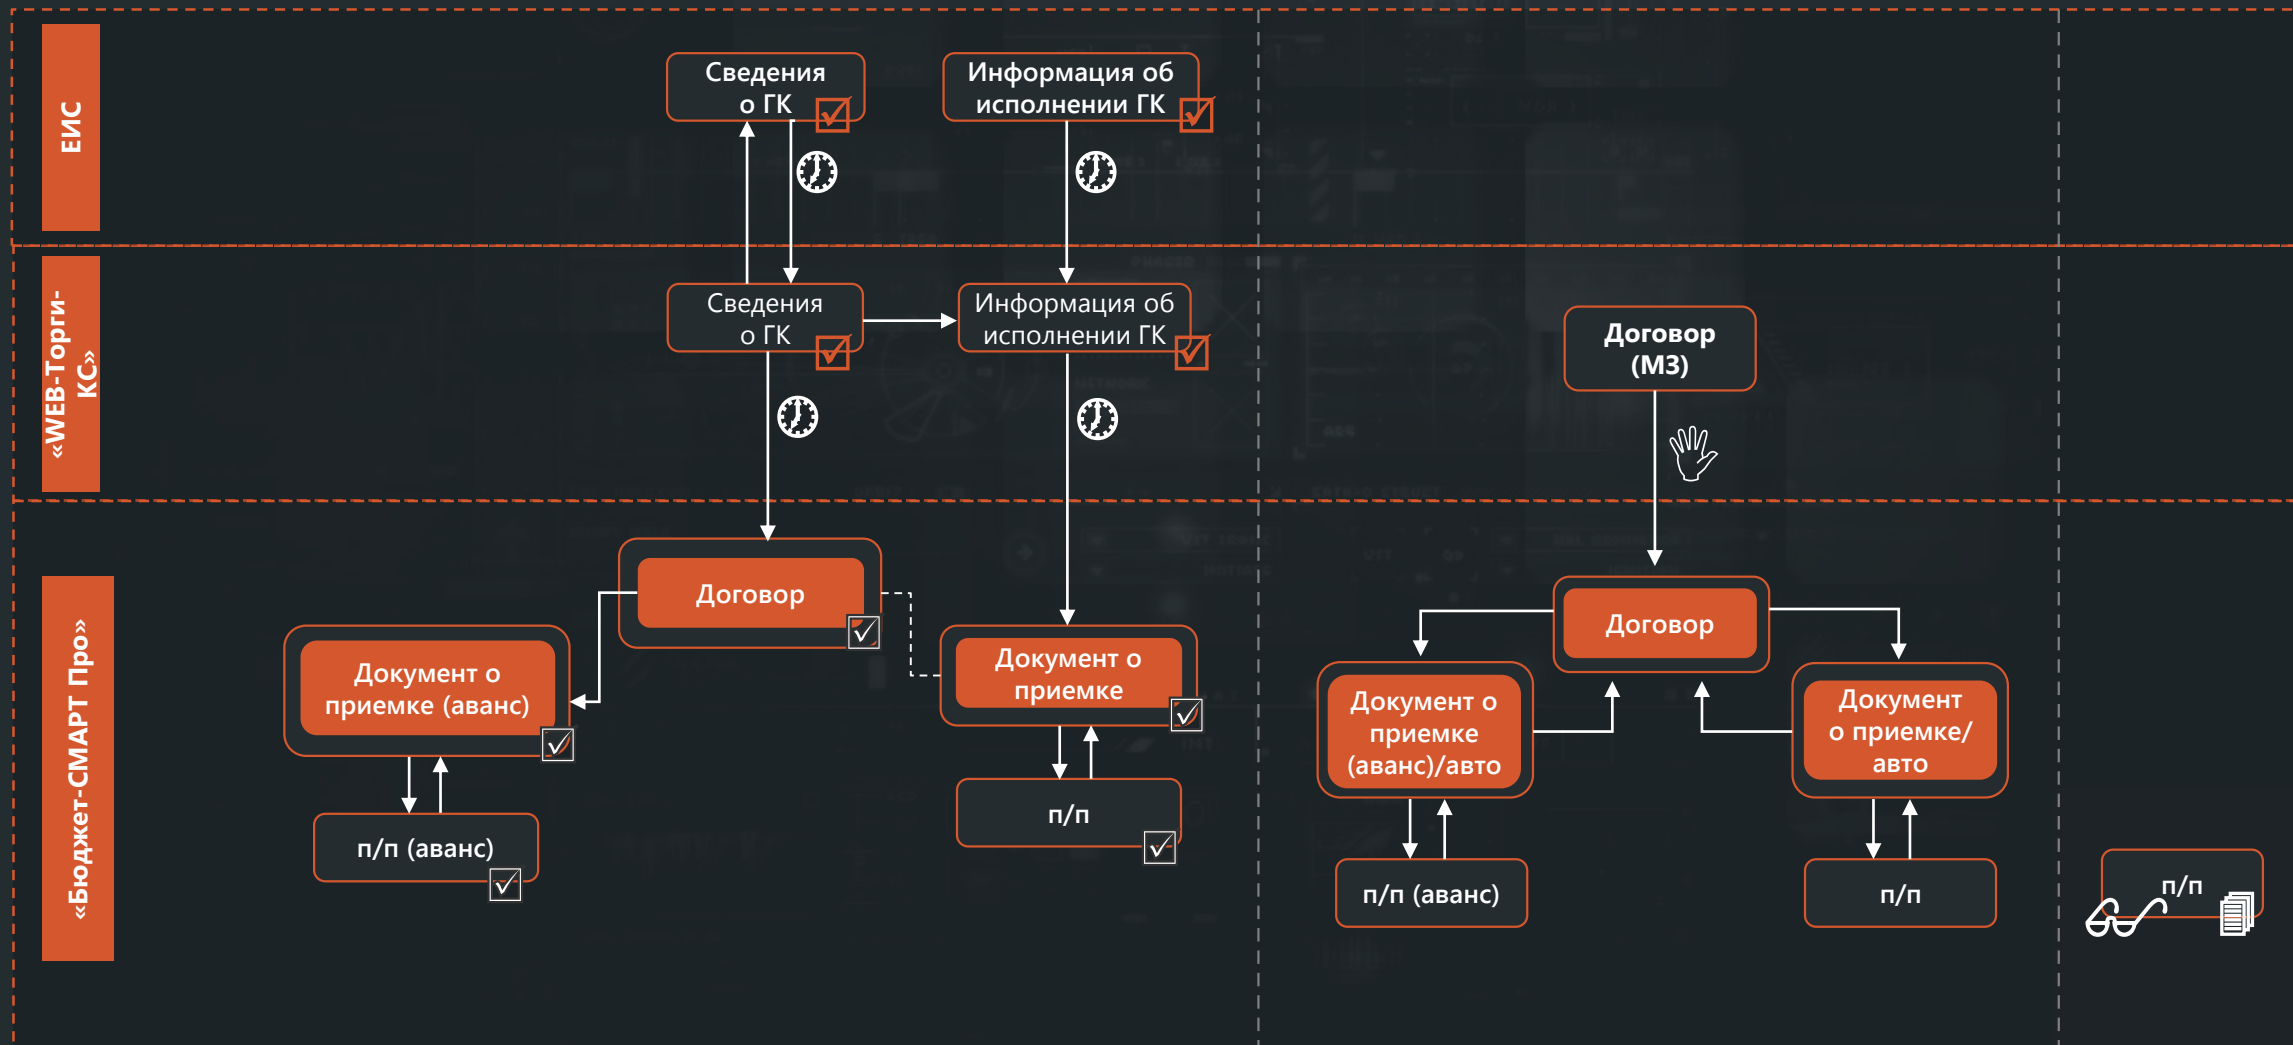 ЕИС
Сведения
о ГК
Информация об
исполнении ГК
«WEB-Торги-
КС»
Сведения
о ГК
Информация об
исполнении ГК
Договор
(МЗ)
«Бюджет-СМАРТ Про»
Договор
Документ о
приемке (аванс)
п/п (аванс)
Документ о
приемке
п/п
Договор
Документ о
приемке
(аванс)/авто
Документ
о приемке/
авто
п/п (аванс)
п/п
п/п